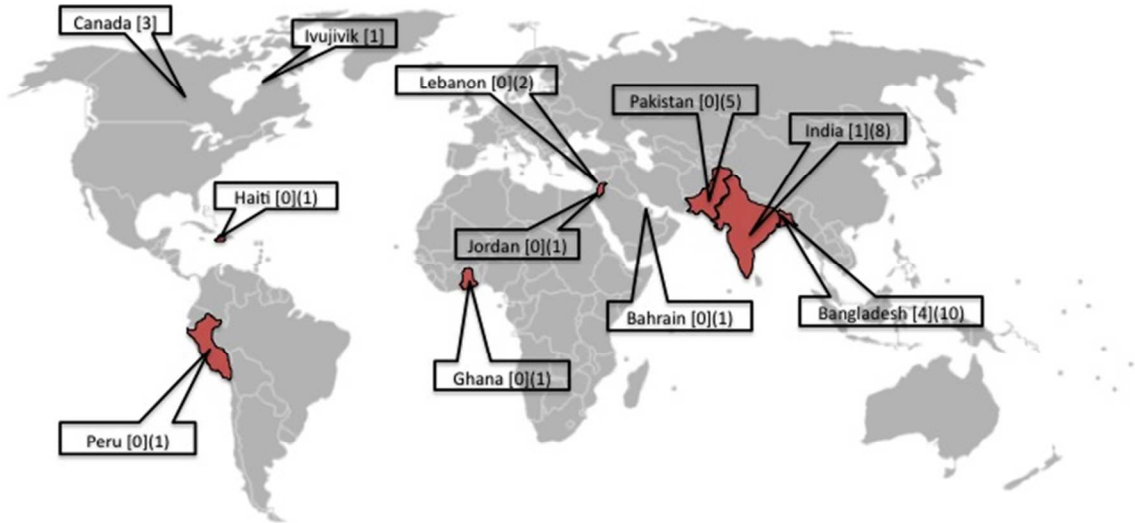 Canada [3]
Ivujivik [1]
Lebanon [0](2)
Pakistan [0](5)
India [1](8)
Haiti [0](1)
Jordan [0](1)
Bahrain [0](1)
Bangladesh [4](10)
Ghana [0](1)
Peru [0](1)